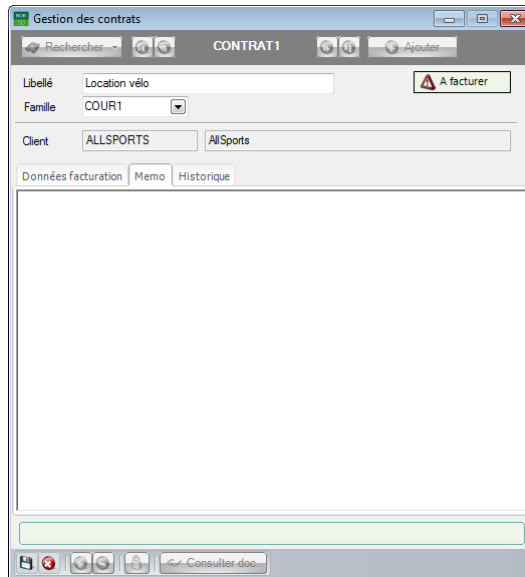 Gestion des contrats
Rechercher CONTRAT1 Ajouter
Libellé Location vélo A facturer
Famille COUR1
Client ALLSPORTS AllSports
Données facturation Memo Historique
Consulter doc.